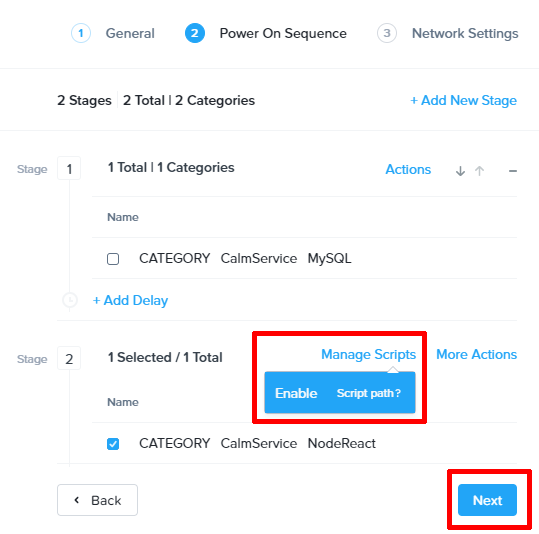 1 General 2 Power On Sequence 3 Network Settings
2 Stages 2 Total | 2 Categories + Add New Stage
Stage 1 1 Total | 1 Categories Actions
Name
CATEGORY CalmService MySQL
+ Add Delay
Stage 2 1 Selected / 1 Total Manage Scripts More Actions
Enable Script path?
Name
CATEGORY CalmService NodeReact
Back Next